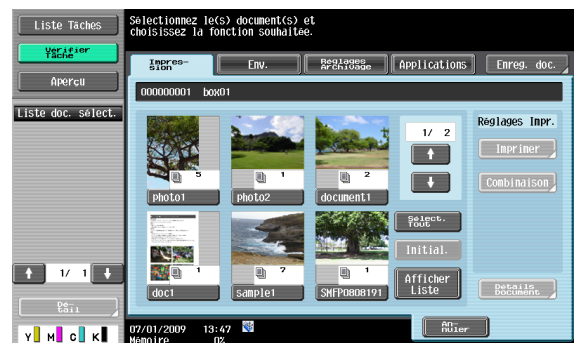 Liste Tâches
Sélectionnez le(s) document(s) et
choisissez la fonction souhaitée.
Vérifier
Tâche
Aperçu
Impres-
sion
Env.
Réglages
Archivage
Applications
Enreg. doc.
000000001 box01
Liste doc. sélect.
5
photo1
1
photo2
2
document1
1/ 2
Réglages Impr.
Imprimer
Combinaison
1
doc1
7
sample1
1
SMFP0808191
Sélect.
Tout
Initial.
Afficher
Liste
1/ 1
Dé-
tail
Détails
Document
Y M C K
07/01/2009 13:47
Mémoire 0%
An-
nuler